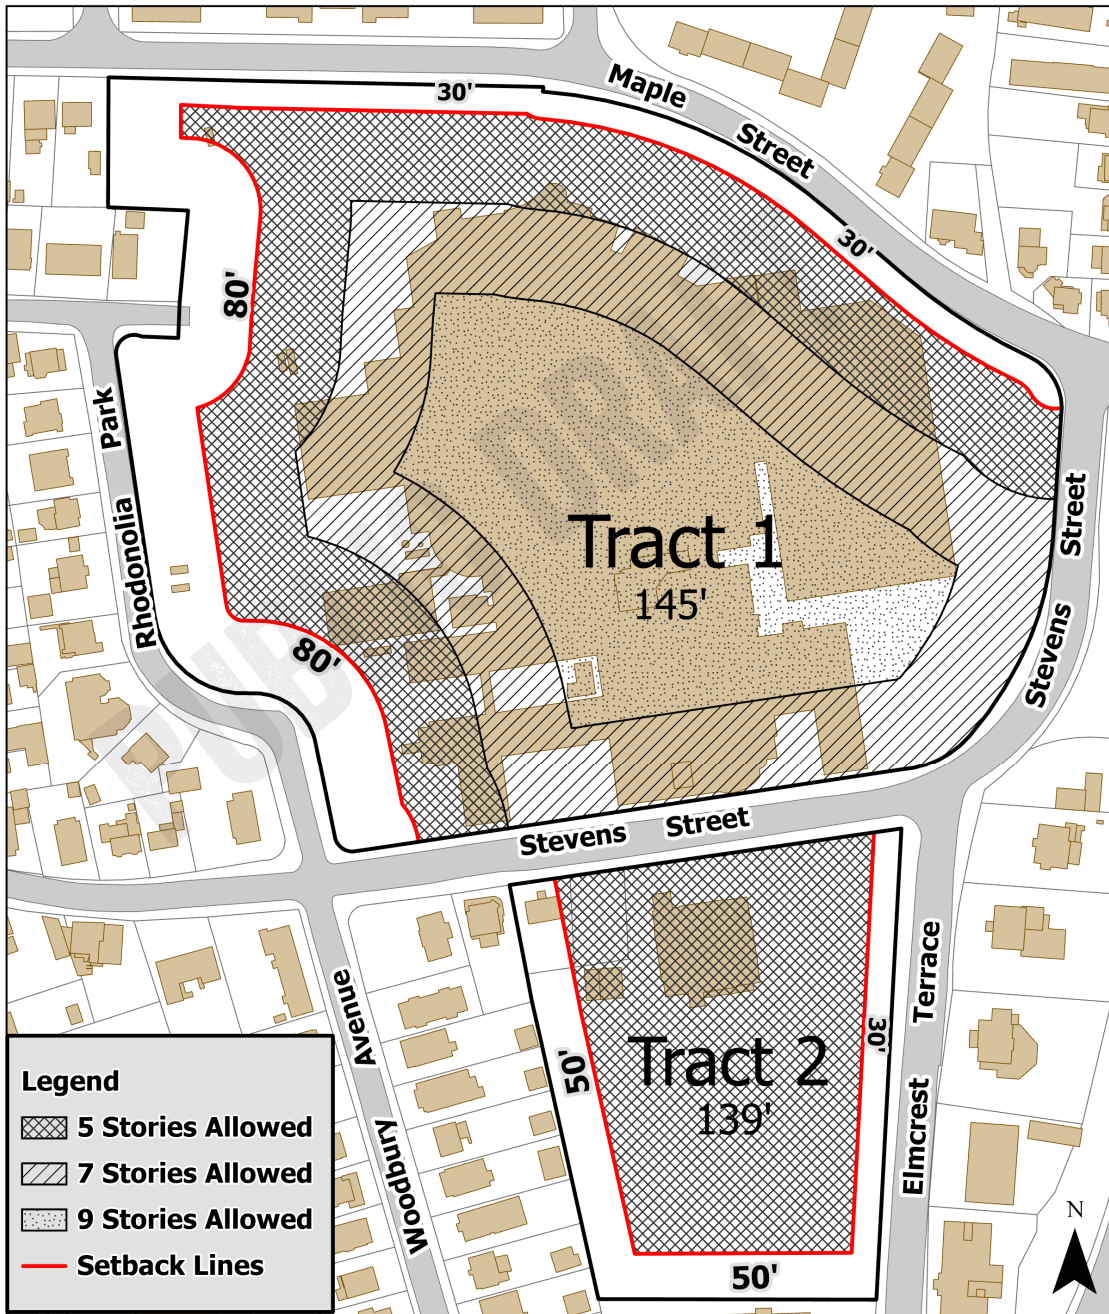 30'
Maple
Street
30'
80'
Park
Rhodonolia
Tract 1
145'
Street
Stevens
80'
Stevens Street
Tract 2
139'
50'
30'
50'
Terrace
Elmcrest
Avenue
Woodbury
Legend
5 Stories Allowed
7 Stories Allowed
9 Stories Allowed
Setback Lines
N